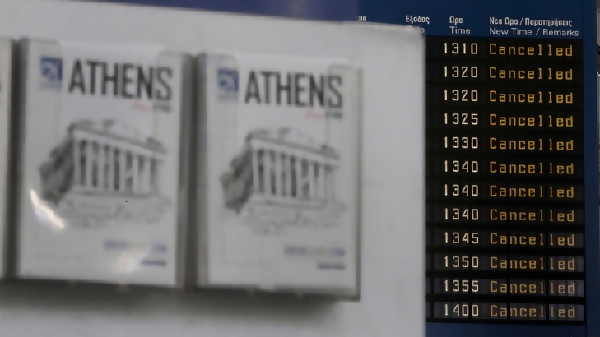 ATHENS
ATHENS
Έξοδος Ώρα Νέα Ώρα / Παρατηρήσεις
Time New Time / Remarks
1310 Cancelled
1320 Cancelled
1320 Cancelled
1325 Cancelled
1330 Cancelled
1340 Cancelled
1340 Cancelled
1340 Cancelled
1345 Cancelled
1350 Cancelled
1355 Cancelled
1400 Cancelled